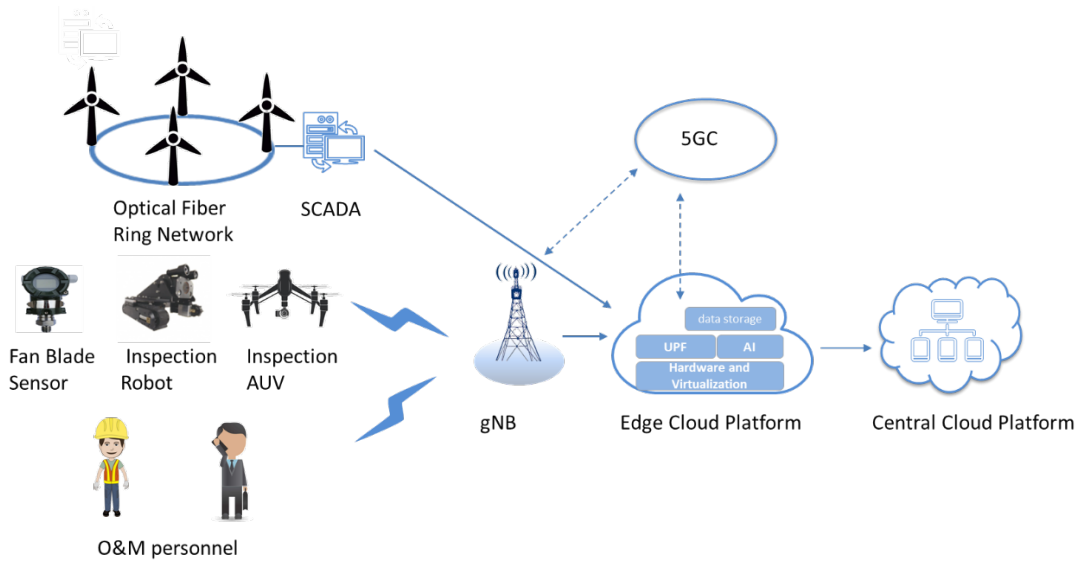 5GC
Optical Fiber
Ring Network
SCADA
data storage
UPF
AI
Hardware and
Virtualization
Fan Blade
Sensor
Inspection
Robot
Inspection
AUV
gNB
Edge Cloud Platform
Central Cloud Platform
O&M personnel